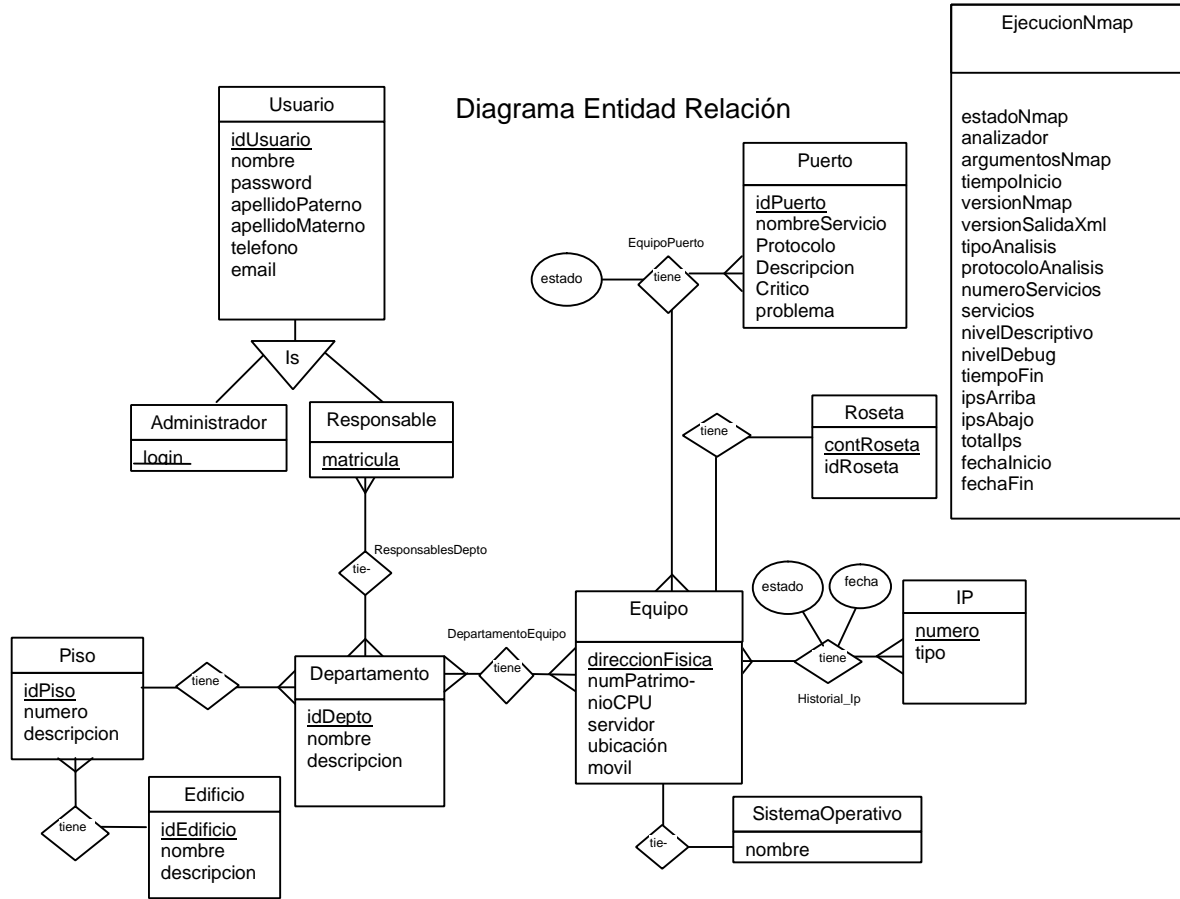 EjecucionNmap
estadoNmap
analizador
argumentosNmap
tiempoInicio
versionNmap
versionSalidaXml
tipoAnalisis
protocoloAnalisis
numeroServicios
servicios
nivelDescriptivo
nivelDebug
tiempoFin
ipsArriba
ipsAbajo
totalIps
fechaInicio
fechaFin
Diagrama Entidad Relación
Usuario
idUsuario
nombre
password
apellidoPaterno
apellidoMaterno
telefono
email
Is
Administrador
login
Responsable
matricula
Puerto
idPuerto
nombreServicio
Protocolo
Descripcion
Critico
problema
EquipoPuerto
tiene
estado
Roseta
contRoseta
idRoseta
tiene
ResponsablesDepto
tie-
estado
fecha
IP
numero
tipo
tiene
Historial_Ip
Equipo
direccionFisica
numPatrimo-
nioCPU
servidor
ubicación
movil
DepartamentoEquipo
tiene
Departamento
idDepto
nombre
descripcion
tiene
Piso
idPiso
numero
descripcion
tiene
Edificio
idEdificio
nombre
descripcion
tie-
SistemaOperativo
nombre